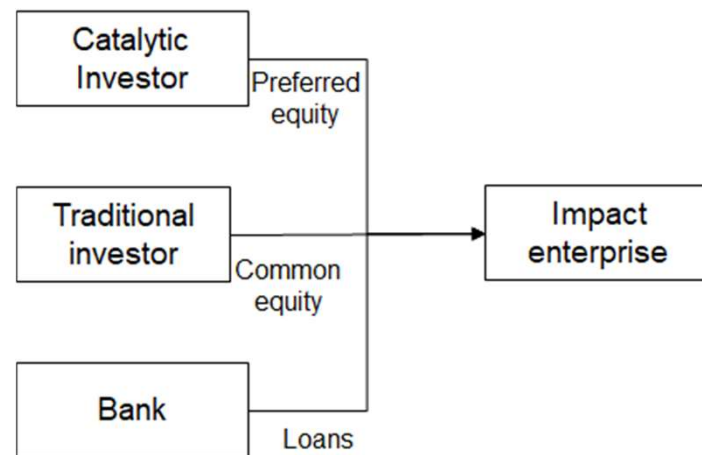 Catalytic
Investor
Preferred
equity
Traditional
investor
Common
equity
Impact
enterprise
Bank
Loans